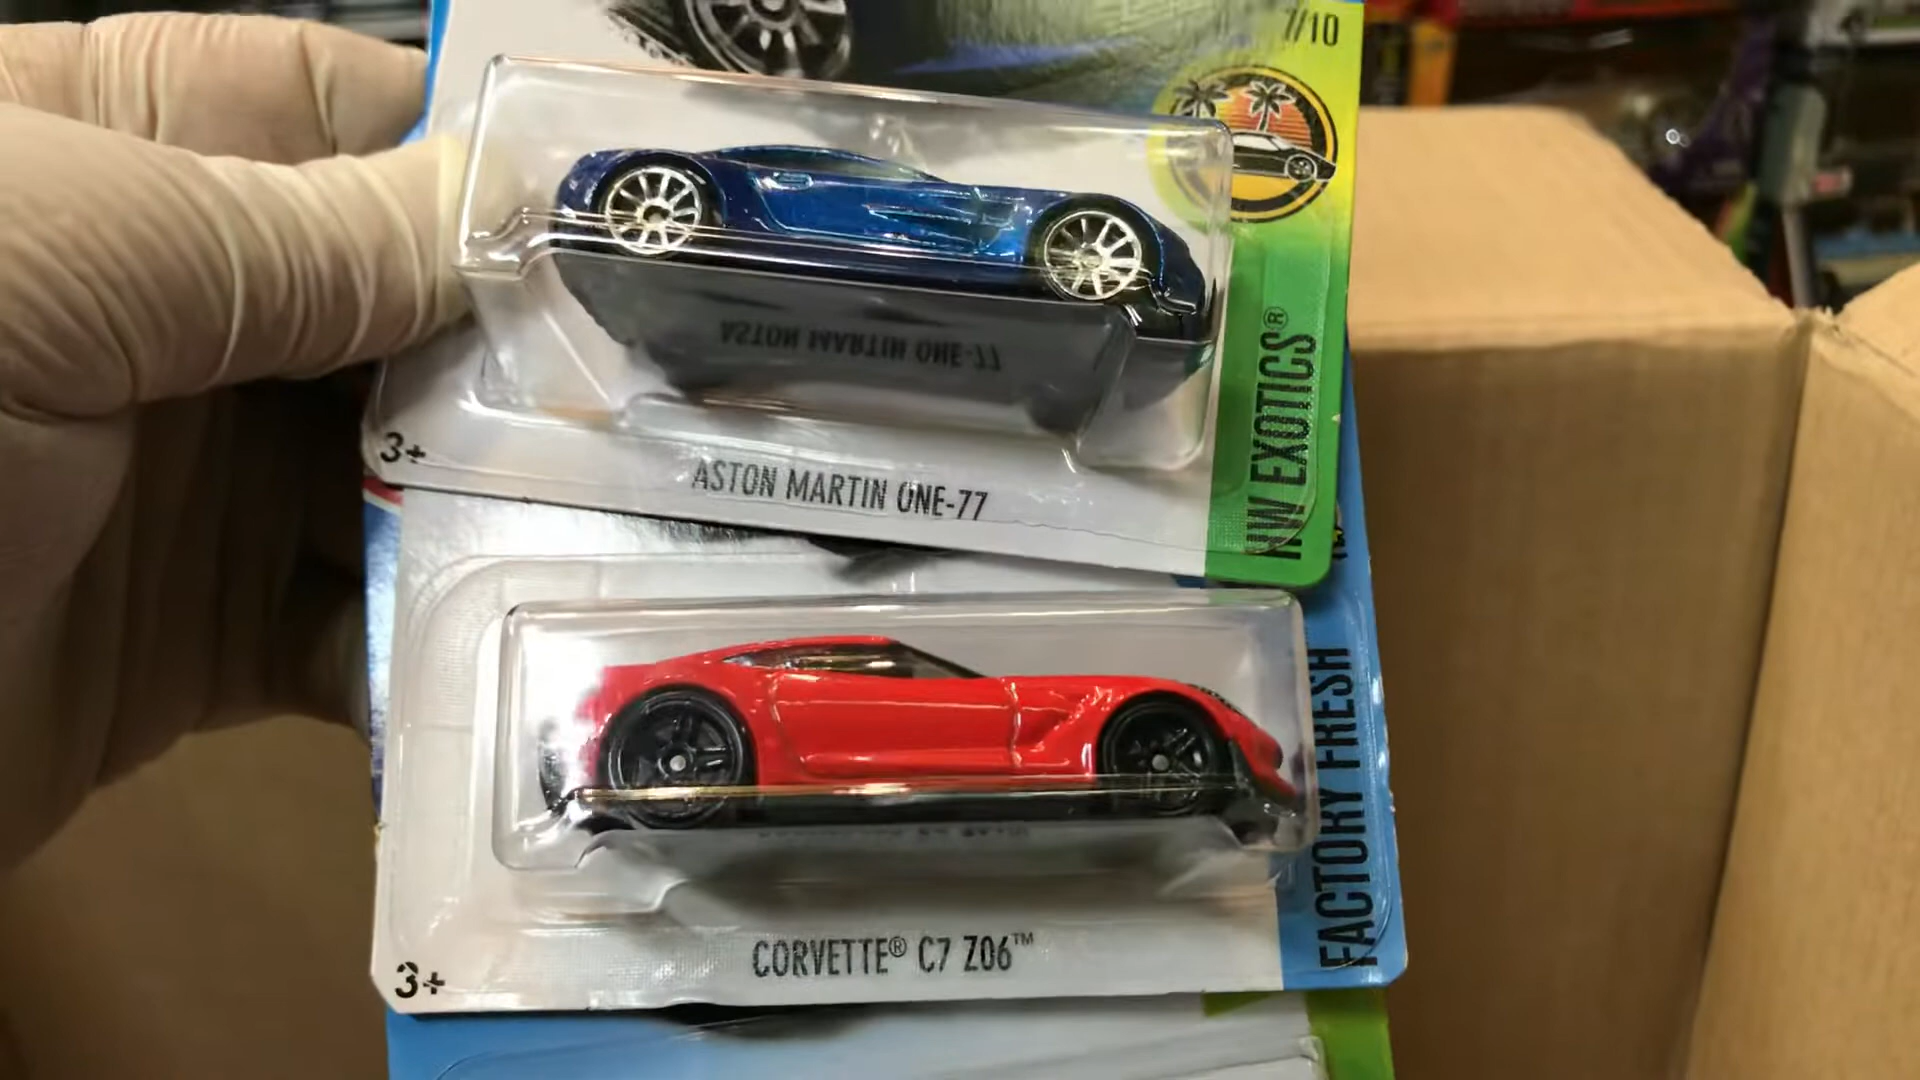 7/10
ASTON MARTIN ONE-77
3+
ASTON MARTIN ONE-77
HW EXOTICS®
CORVETTE® C7 Z06™
3+
FACTORY FRESH